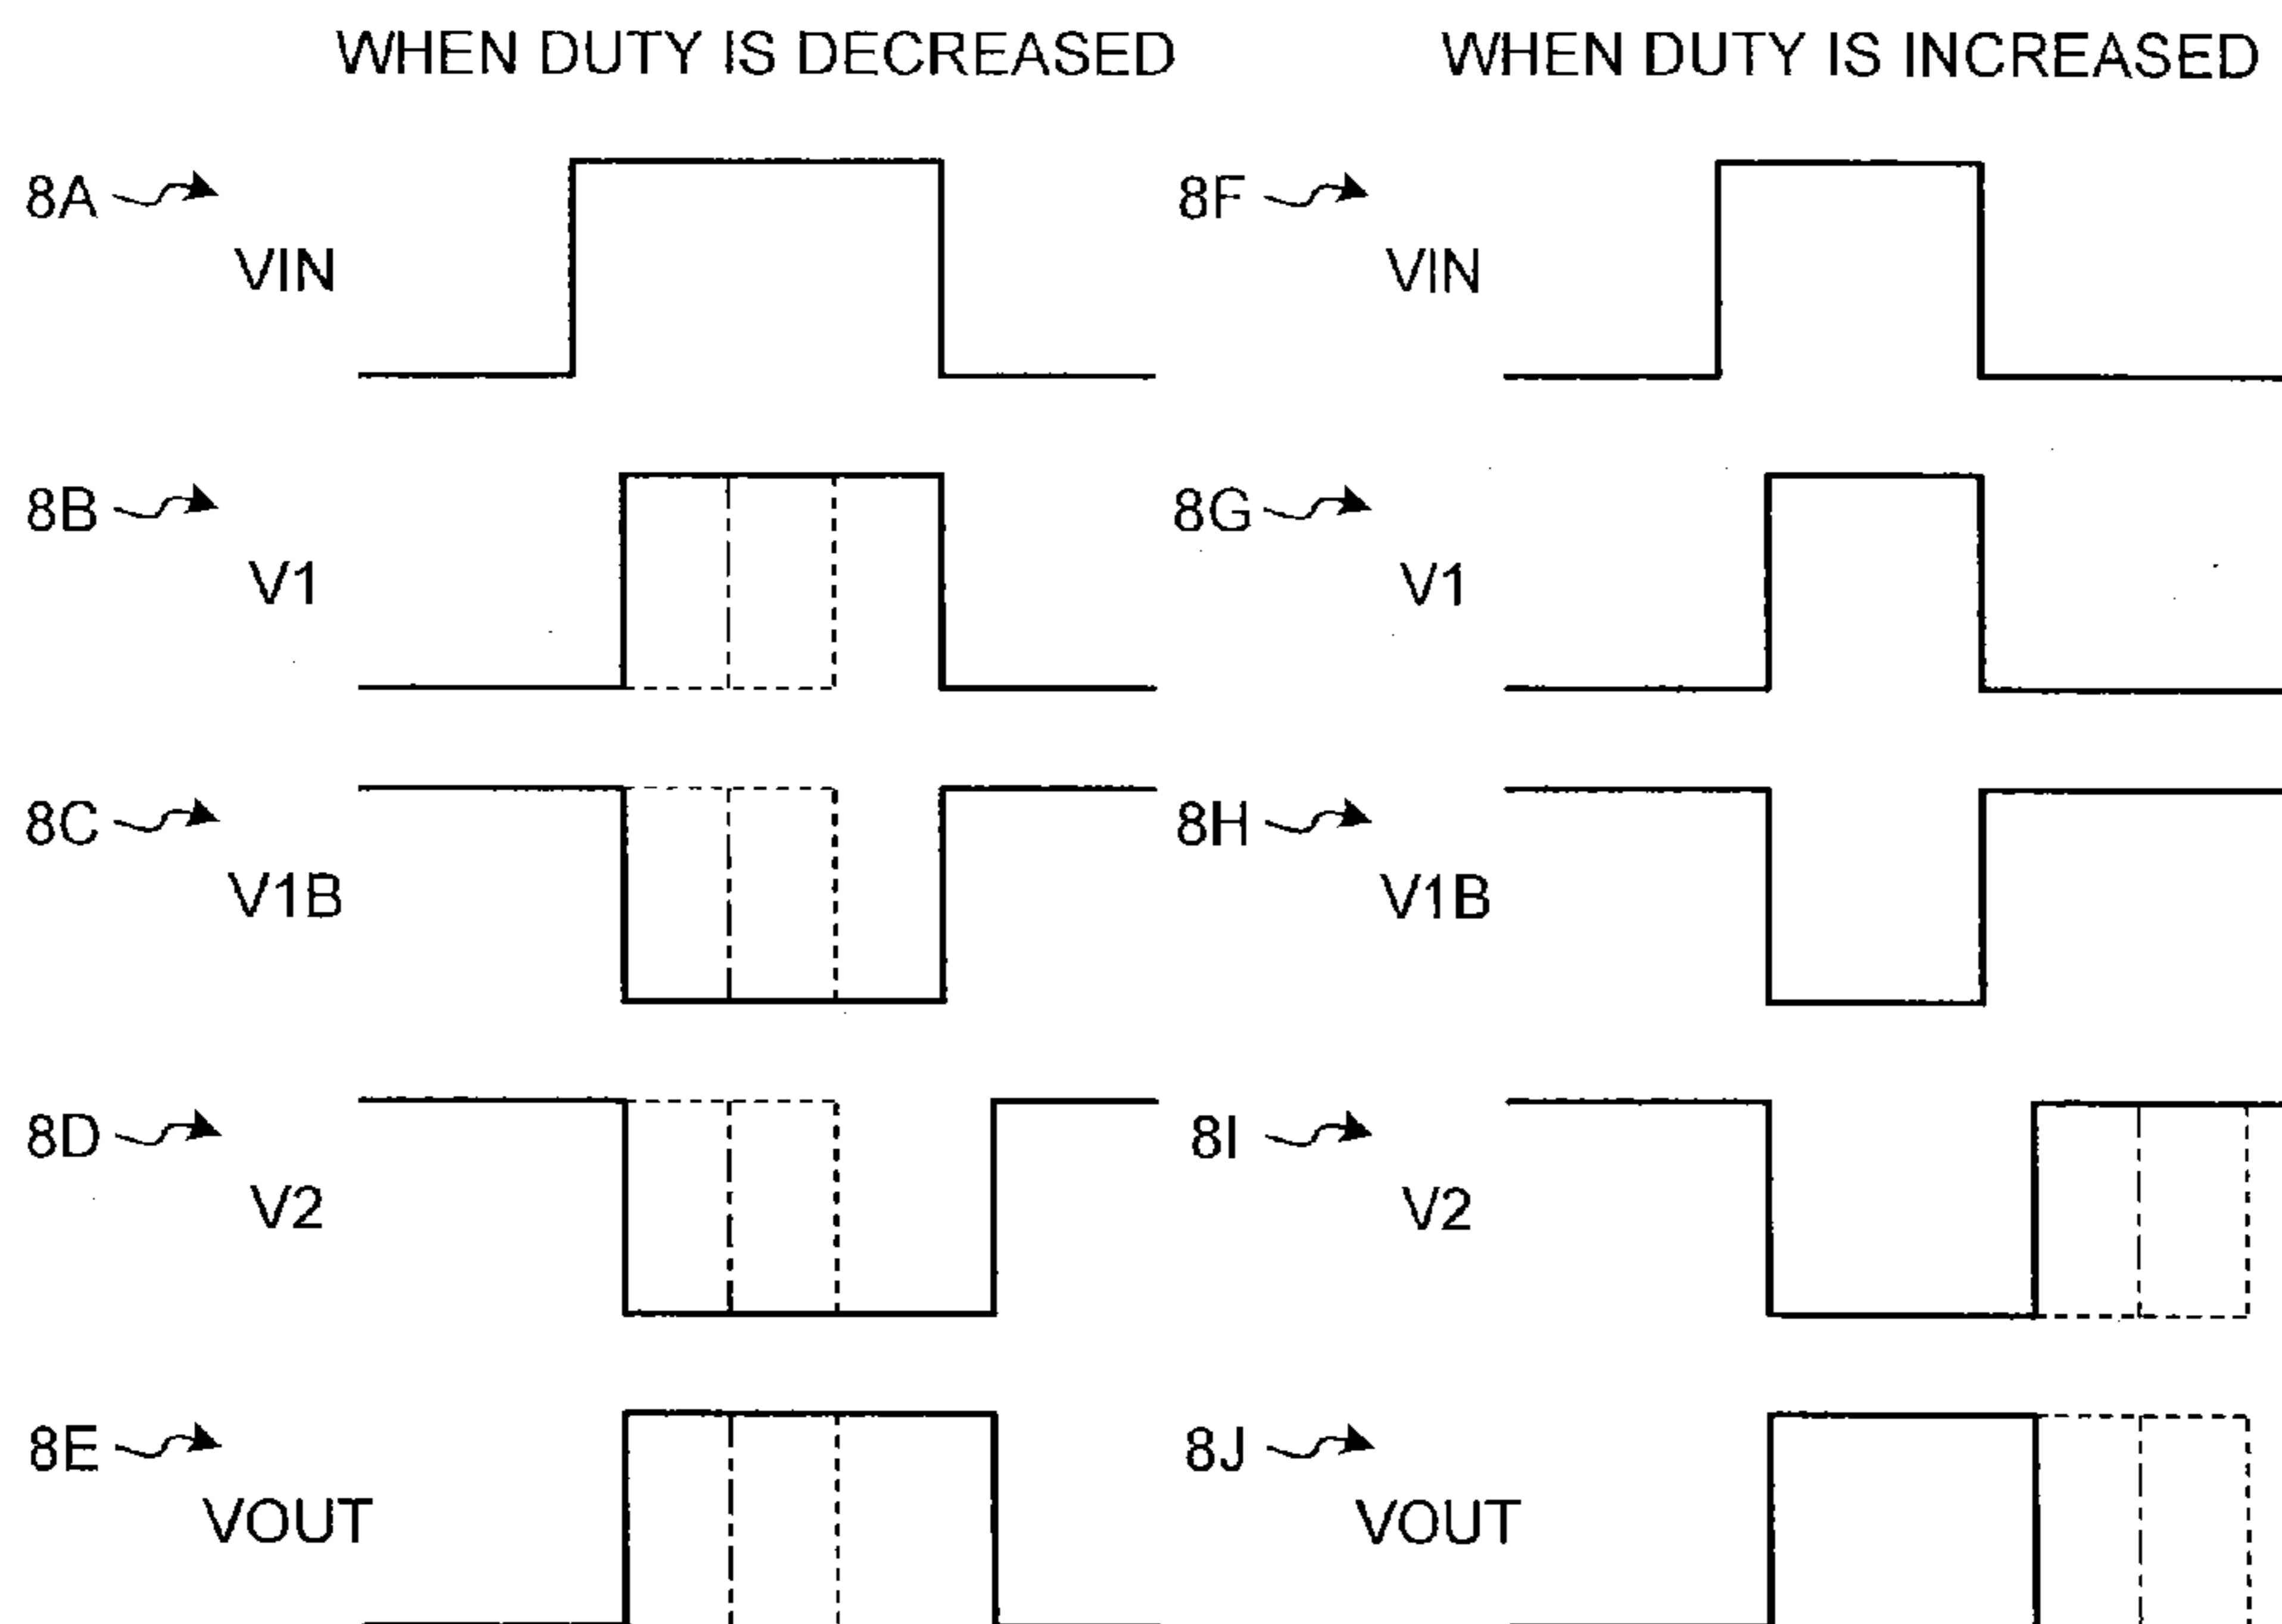 WHEN DUTY IS DECREASED
8A
VIN
8B
V1
8C
V1B
8D
V2
8E
VOUT
WHEN DUTY IS INCREASED
8F
VIN
8G
V1
8H
V1B
8I
V2
8J
VOUT